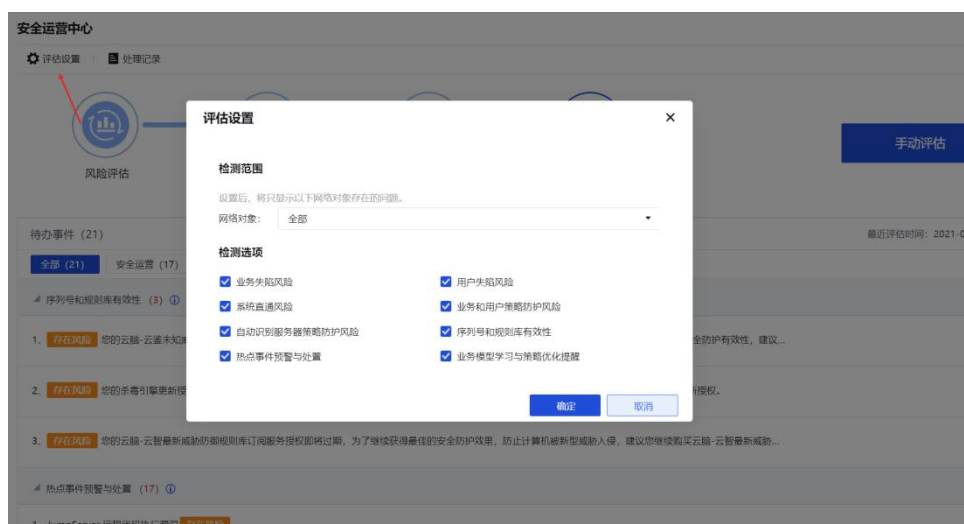 安全运营中心
评估设置 处理记录
评估设置
手动评估
检测范围
风险评估
设置后，将只显示以下网络对象存在的问题。
网络对象： 全部
待办事件 (21) 最近评估时间：2021-0
检测选项
全部 (21) 安全运营 (17)
业务失陷风险 用户失陷风险
序列号和规则库有效性 (3)
系统直通风险 业务和用户策略防护风险
自动识别服务器策略防护风险 序列号和规则库有效性
1、 存在风险 您的云脑-云鉴未知 全防护有效性，建议...
热点事件预警与处置 业务模型学习与策略优化提醒
2、 存在风险 您的杀毒引擎更新授 新授权。
确定 取消
3、 存在风险 您的云脑-云智最新威胁防御规则库订阅服务授权即将过期，为了继续获得最佳的安全防护效果，防止计算机被新型威胁入侵，建议您继续购买云脑-云智最新威胁...
热点事件预警与处置 (17)